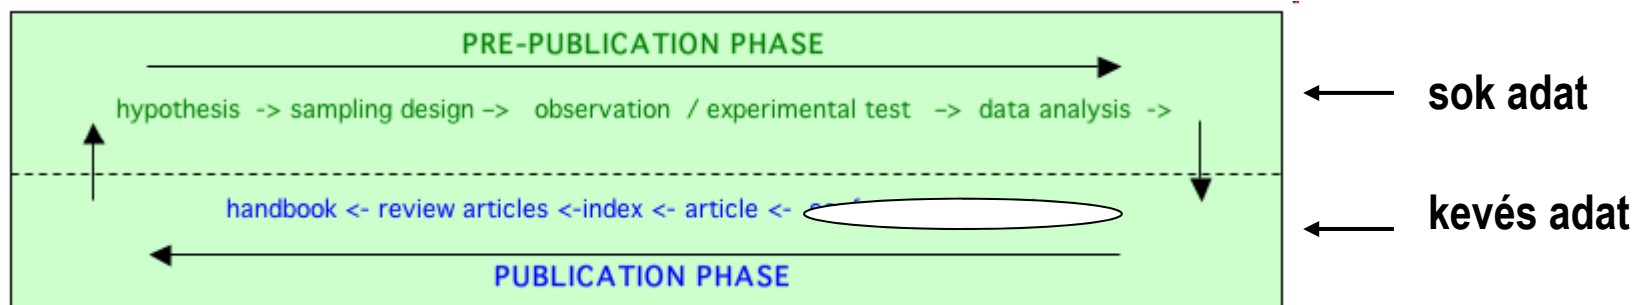 PRE-PUBLICATION PHASE
hypothesis -> sampling design –> observation / experimental test –> data analysis ->
sok adat
handbook <- review articles <-index <- article <-
kevés adat
PUBLICATION PHASE